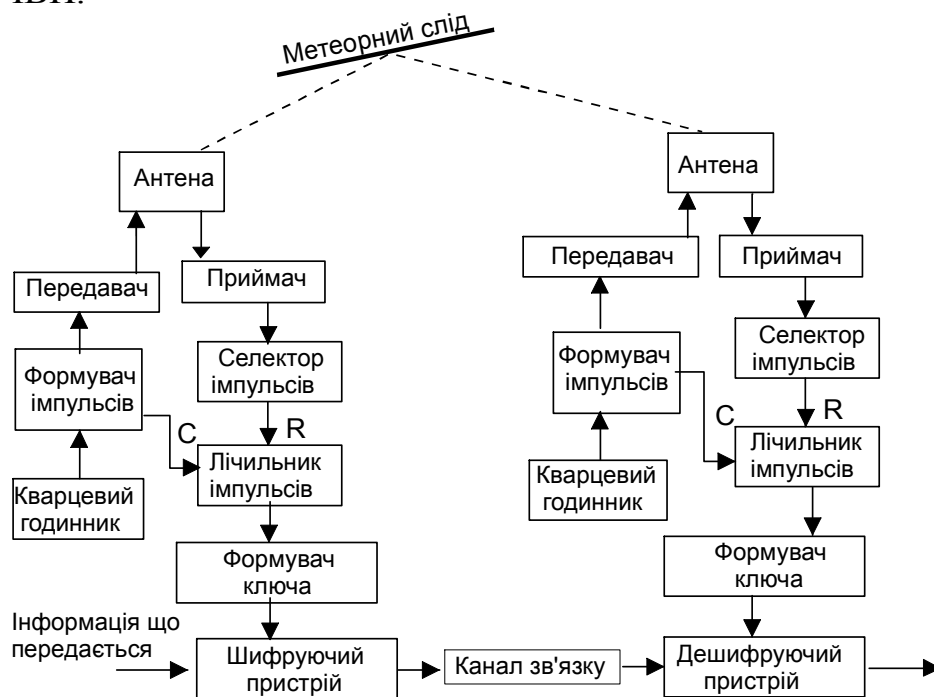 Метеорний слід
Антена
Антена
Передавач
Приймач
Передавач
Приймач
Формувач
імпульсів
Селектор
імпульсів
Формувач
імпульсів
Селектор
імпульсів
C
R
C
R
Кварцевий
годинник
Лічильник
імпульсів
Кварцевий
годинник
Лічильник
імпульсів
Формувач
ключа
Формувач
ключа
Інформація що
передається
Шифруючий
пристрій
Канал зв'язку
Дешифруючий
пристрій